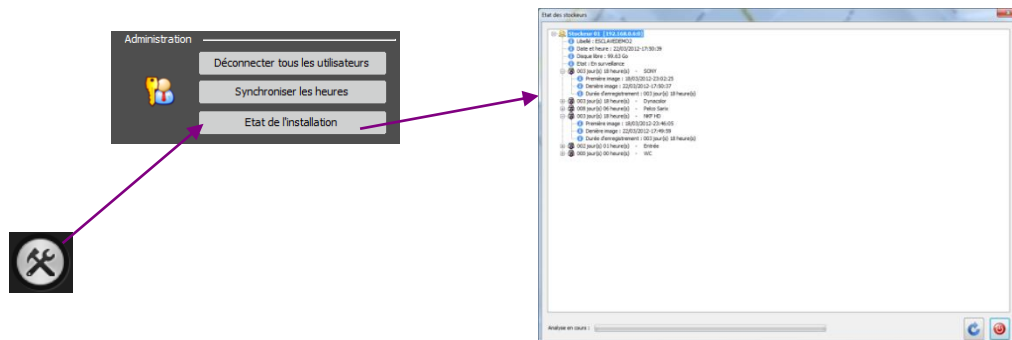 Administration
Déconnecter tous les utilisateurs
Synchroniser les heures
Etat de l'installation
Etat des stockeurs
Stockeur 01 [192.168.0.60]
Libellé : ESCLAVEDEMO2
Date et heure : 22/03/2012-17:50:39
Disque libre : 99.63 Go
Etat : En surveillance
003 jour(s) 18 heure(s) - SONY
Première image : 18/03/2012-23:02:25
Dernière image : 22/03/2012-17:50:37
Durée d'enregistrement : 003 jour(s) 18 heure(s)
003 jour(s) 18 heure(s) - Dynacolor
008 jour(s) 06 heure(s) - Pelco Sarix
003 jour(s) 18 heure(s) - HKF HD
Première image : 18/03/2012-23:46:05
Dernière image : 22/03/2012-17:49:59
Durée d'enregistrement : 003 jour(s) 18 heure(s)
002 jour(s) 01 heure(s) - Entrée
000 jour(s) 00 heure(s) - WC
Analyse en cours :